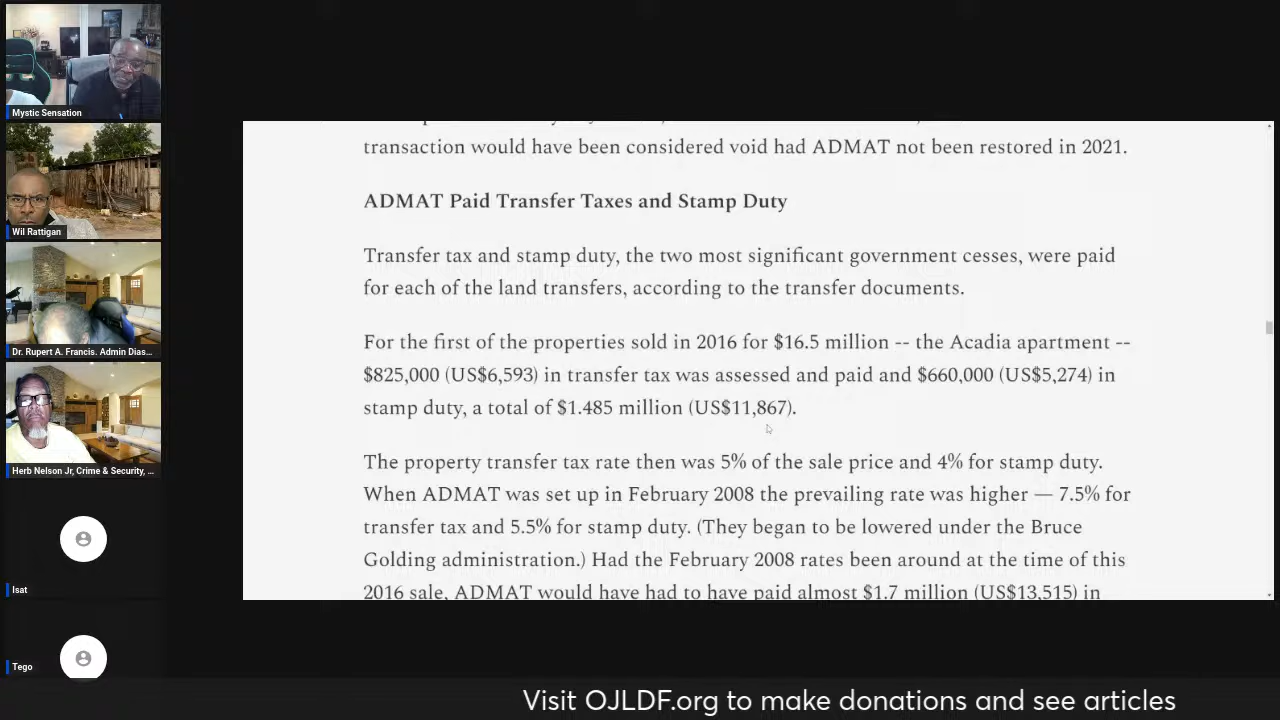 Mystic Sensation
Wil Rattigan
Dr. Rupert A. Francis. Admin Dias...
Herb Nelson Jr, Crime & Security, ...
Isat
Tego
transaction would have been considered void had ADMAT not been restored in 2021.
ADMAT Paid Transfer Taxes and Stamp Duty
Transfer tax and stamp duty, the two most significant government cesses, were paid
for each of the land transfers, according to the transfer documents.
For the first of the properties sold in 2016 for $16.5 million -- the Acadia apartment --
$825,000 (US$6,593) in transfer tax was assessed and paid and $660,000 (US$5,274) in
stamp duty, a total of $1.485 million (US$11,867).
The property transfer tax rate then was 5% of the sale price and 4% for stamp duty.
When ADMAT was set up in February 2008 the prevailing rate was higher — 7.5% for
transfer tax and 5.5% for stamp duty. (They began to be lowered under the Bruce
Golding administration.) Had the February 2008 rates been around at the time of this
2016 sale, ADMAT would have had to have paid almost $1.7 million (US$13,515) in
Visit OJLDF.org to make donations and see articles